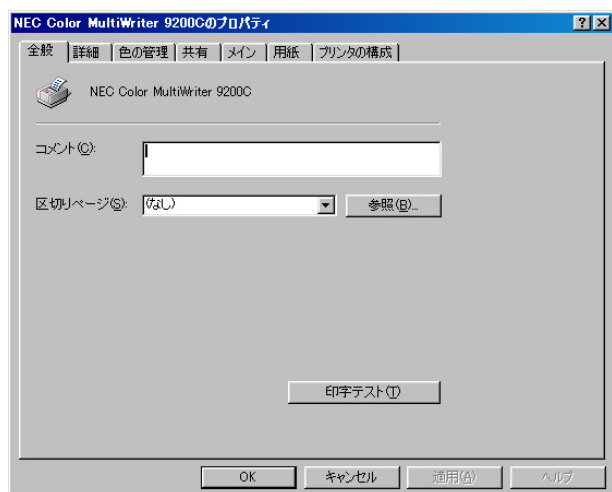 NEC Color MultiWriter 9200Cのプロパティ
全般 詳細 色の管理 共有 メイン 用紙 プリンタの構成
NEC Color MultiWriter 9200C
コメント(C):
区切りページ(S): (なし) 参照(B)...
印字テスト(T)
OK キャンセル 適用(A) ヘルプ